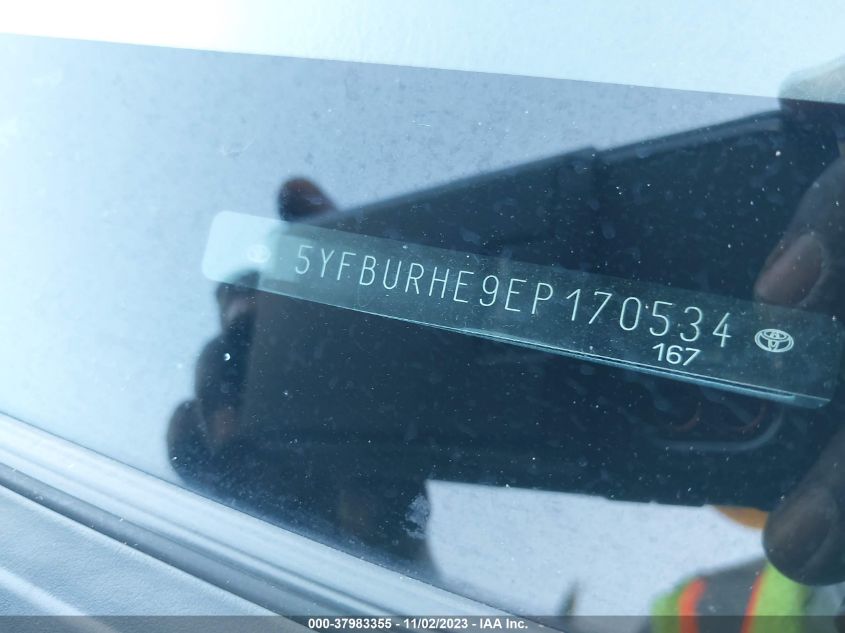 5YFBURHE9EP170534
167
000-37983355 - 11/02/2023 - IAA Inc.